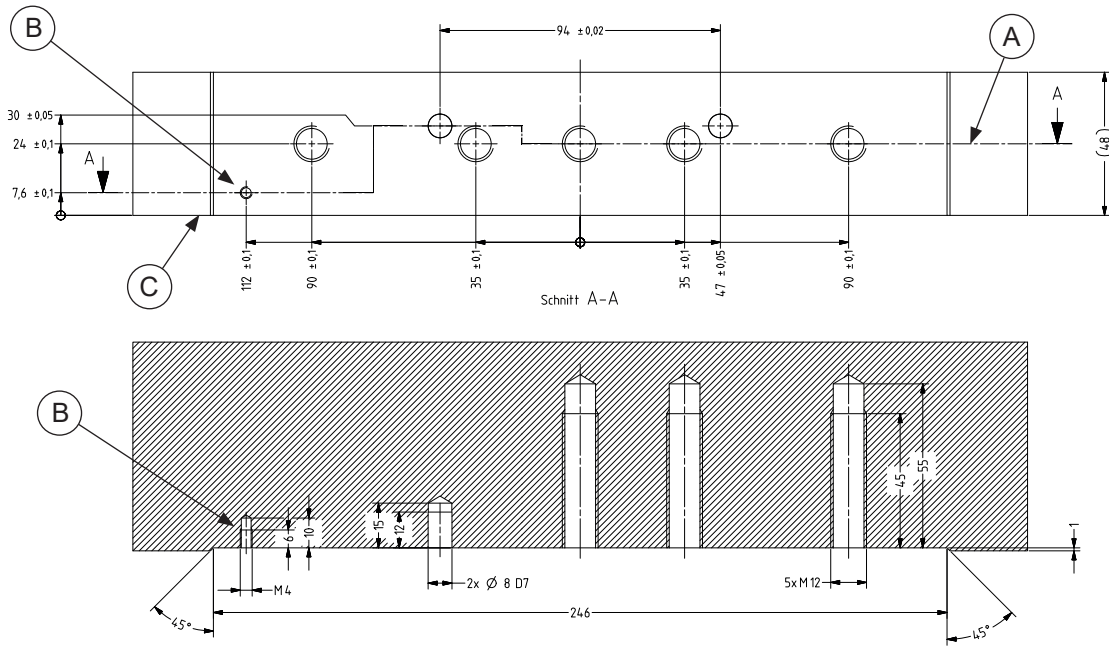 B
94 ±0,02
A
30 ±0,05
24 ±0,1
7,6 ±0,1
A
A
B
(48)
C
112 ±0,1
90 ±0,1
35 ±0,1
35 ±0,1
47 ±0,05
90 ±0,1
Schnitt A-A
B
6
10
15
12
45
55
1
M4
2x Ø 8 D7
5xM12
45°
246
45°